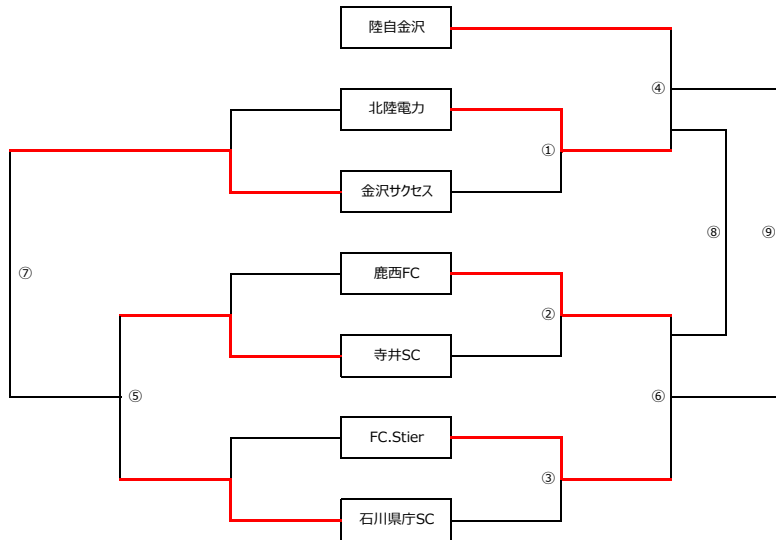 陸自金沢
④
北陸電力
①
金沢サクセス
⑧
⑨
⑦
鹿西FC
②
寺井SC
⑤
⑥
FC.Stier
③
石川県庁SC